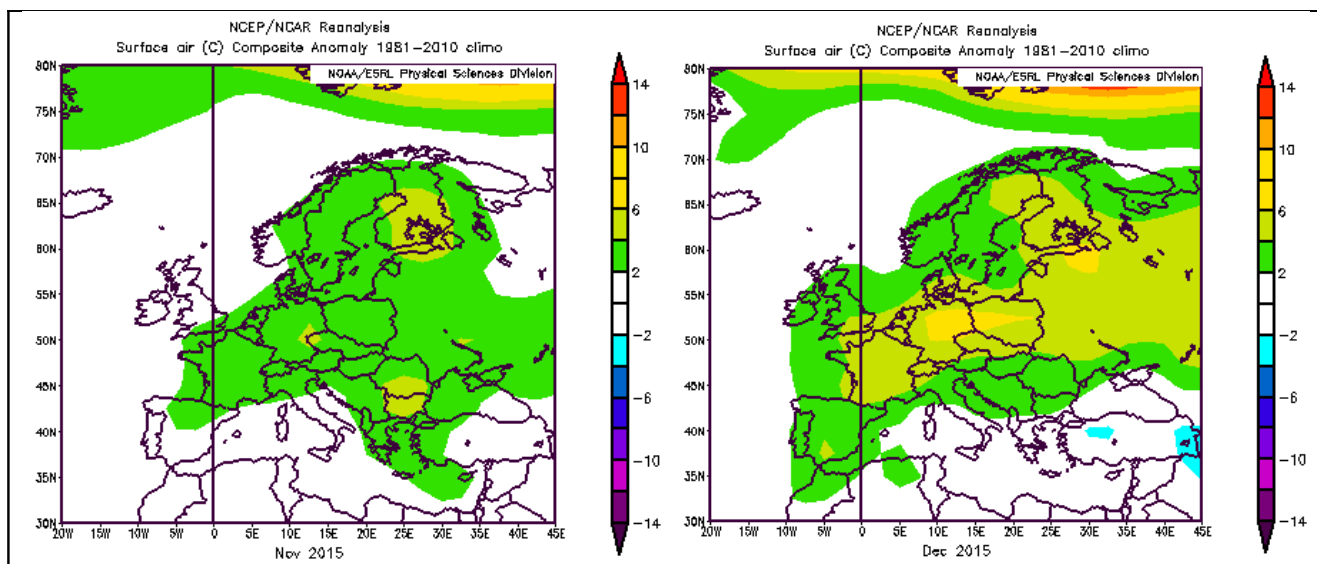 NCEP/NCAR Reanalysis
Surface air (C) Composite Anomaly 1981-2010 climo
NOAA/ESRL Physical Sciences Division
80N
75N
70N
65N
60N
55N
50N
45N
40N
35N
30N
20W 15W 10W 5W 0 5E 10E 15E 20E 25E 30E 35E 40E 45E
Nov 2015
14
10
6
2
-2
-6
-10
-14
NCEP/NCAR Reanalysis
Surface air (C) Composite Anomaly 1981-2010 climo
NOAA/ESRL Physical Sciences Division
80N
75N
70N
65N
60N
55N
50N
45N
40N
35N
30N
20W 15W 10W 5W 0 5E 10E 15E 20E 25E 30E 35E 40E 45E
Dec 2015
14
10
6
2
-2
-6
-10
-14